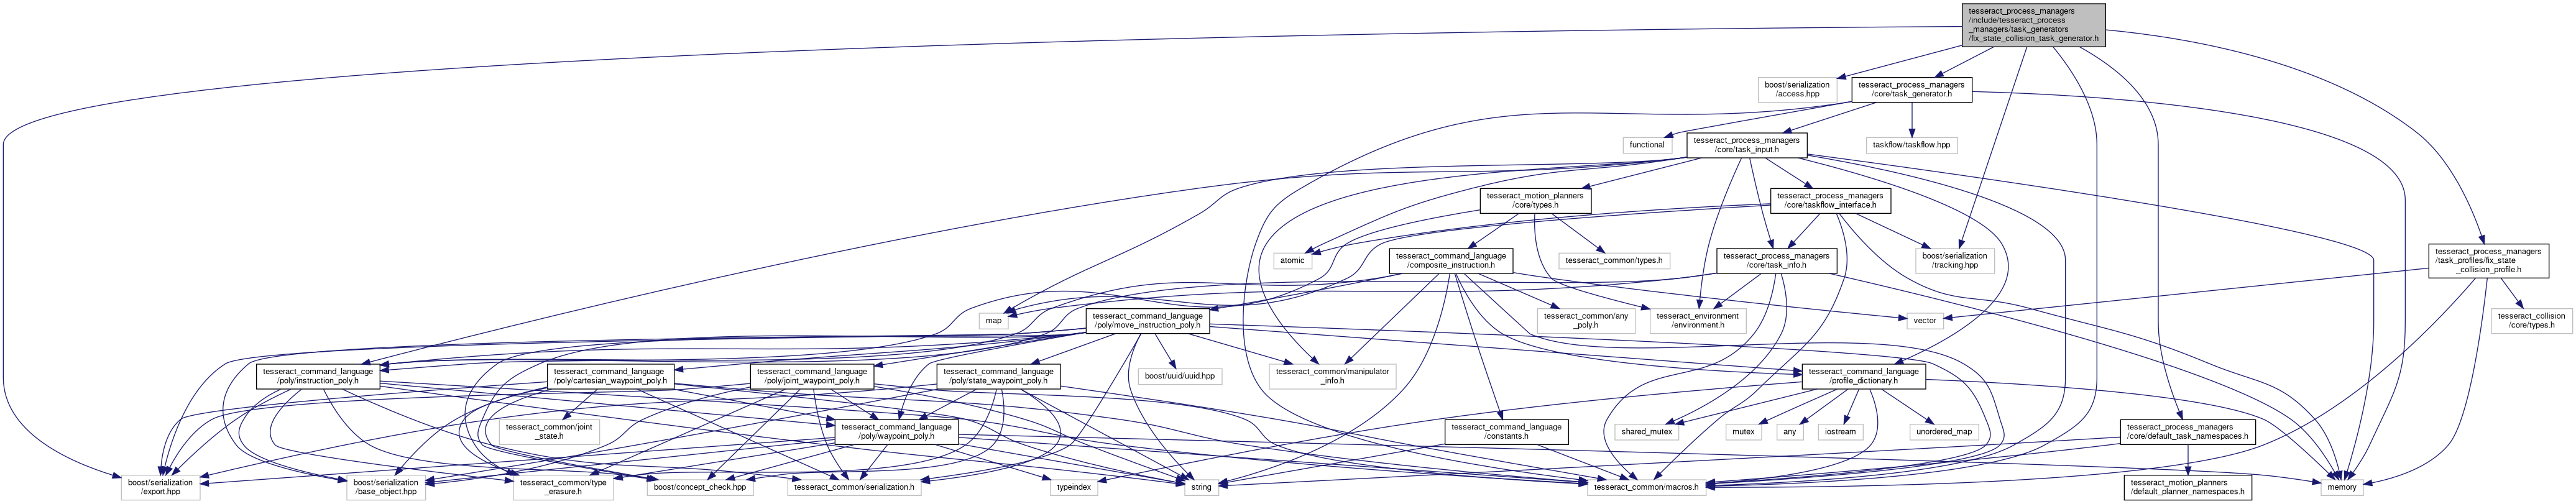 tesseract_process_managers
/include/tesseract_process
_managers/task_generators
/fix_state_collision_task_generator.h
boost/serialization
/access.hpp
tesseract_process_managers
/core/task_generator.h
functional
tesseract_process_managers
/core/task_input.h
taskflow/taskflow.hpp
tesseract_motion_planners
/core/types.h
tesseract_process_managers
/core/taskflow_interface.h
atomic
tesseract_command_language
/composite_instruction.h
tesseract_common/types.h
tesseract_process_managers
/core/task_info.h
boost/serialization
/tracking.hpp
tesseract_process_managers
/task_profiles/fix_state
_collision_profile.h
map
tesseract_command_language
/poly/move_instruction_poly.h
tesseract_common/any
_poly.h
tesseract_environment
/environment.h
vector
tesseract_collision
/core/types.h
tesseract_command_language
/poly/instruction_poly.h
tesseract_command_language
/poly/cartesian_waypoint_poly.h
tesseract_command_language
/poly/joint_waypoint_poly.h
tesseract_command_language
/poly/state_waypoint_poly.h
boost/uuid/uuid.hpp
tesseract_common/manipulator
_info.h
tesseract_command_language
/profile_dictionary.h
tesseract_common/joint
_state.h
tesseract_command_language
/poly/waypoint_poly.h
tesseract_command_language
/constants.h
shared_mutex
mutex
any
iostream
unordered_map
tesseract_process_managers
/core/default_task_namespaces.h
boost/serialization
/export.hpp
boost/serialization
/base_object.hpp
tesseract_common/type
_erasure.h
boost/concept_check.hpp
tesseract_common/serialization.h
typeindex
string
tesseract_common/macros.h
tesseract_motion_planners
/default_planner_namespaces.h
memory